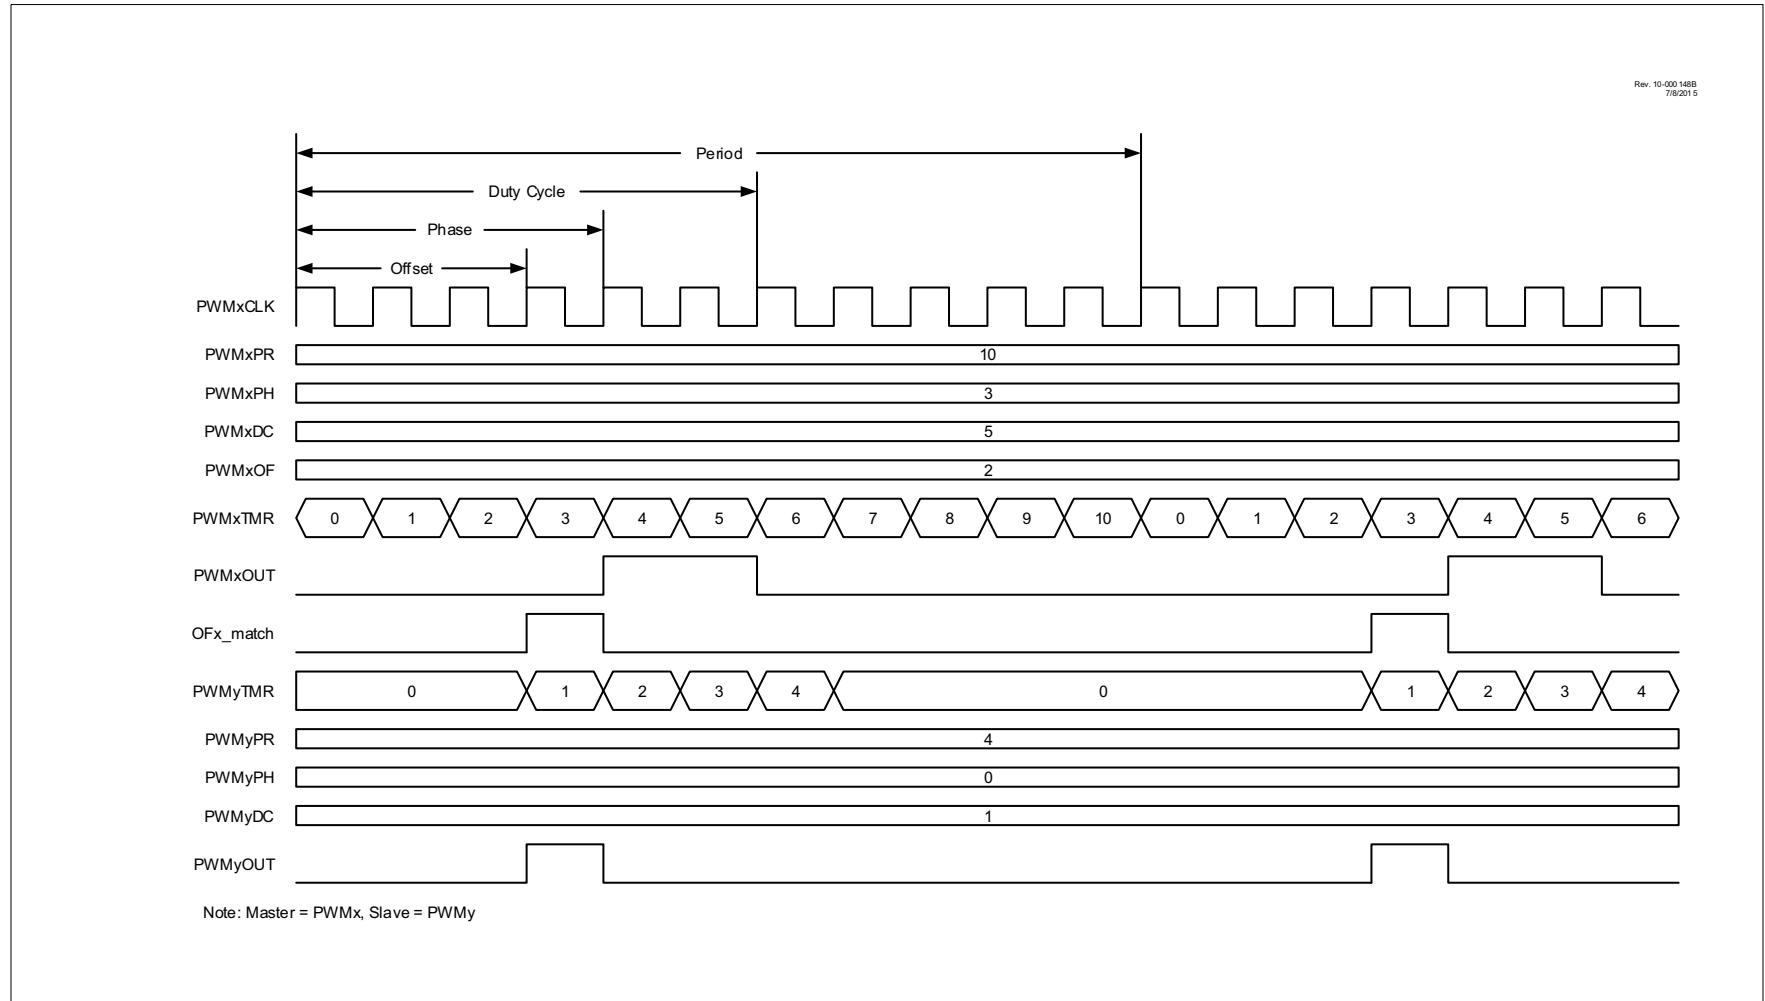 Rev. 10-000 148B
7/8/201 5
Period
Duty Cycle
Phase
Offset
PWMxCLK
PWMxPR 10
PWMxPH 3
PWMxDC 5
PWMxOF 2
PWMxTMR 0 1 2 3 4 5 6 7 8 9 10 0 1 2 3 4 5 6
PWMxOUT
OFx_match
PWMyTMR 0 1 2 3 4 0 1 2 3 4
PWMyPR 4
PWMyPH 0
PWMyDC 1
PWMyOUT
Note: Master = PWMx, Slave = PWMy